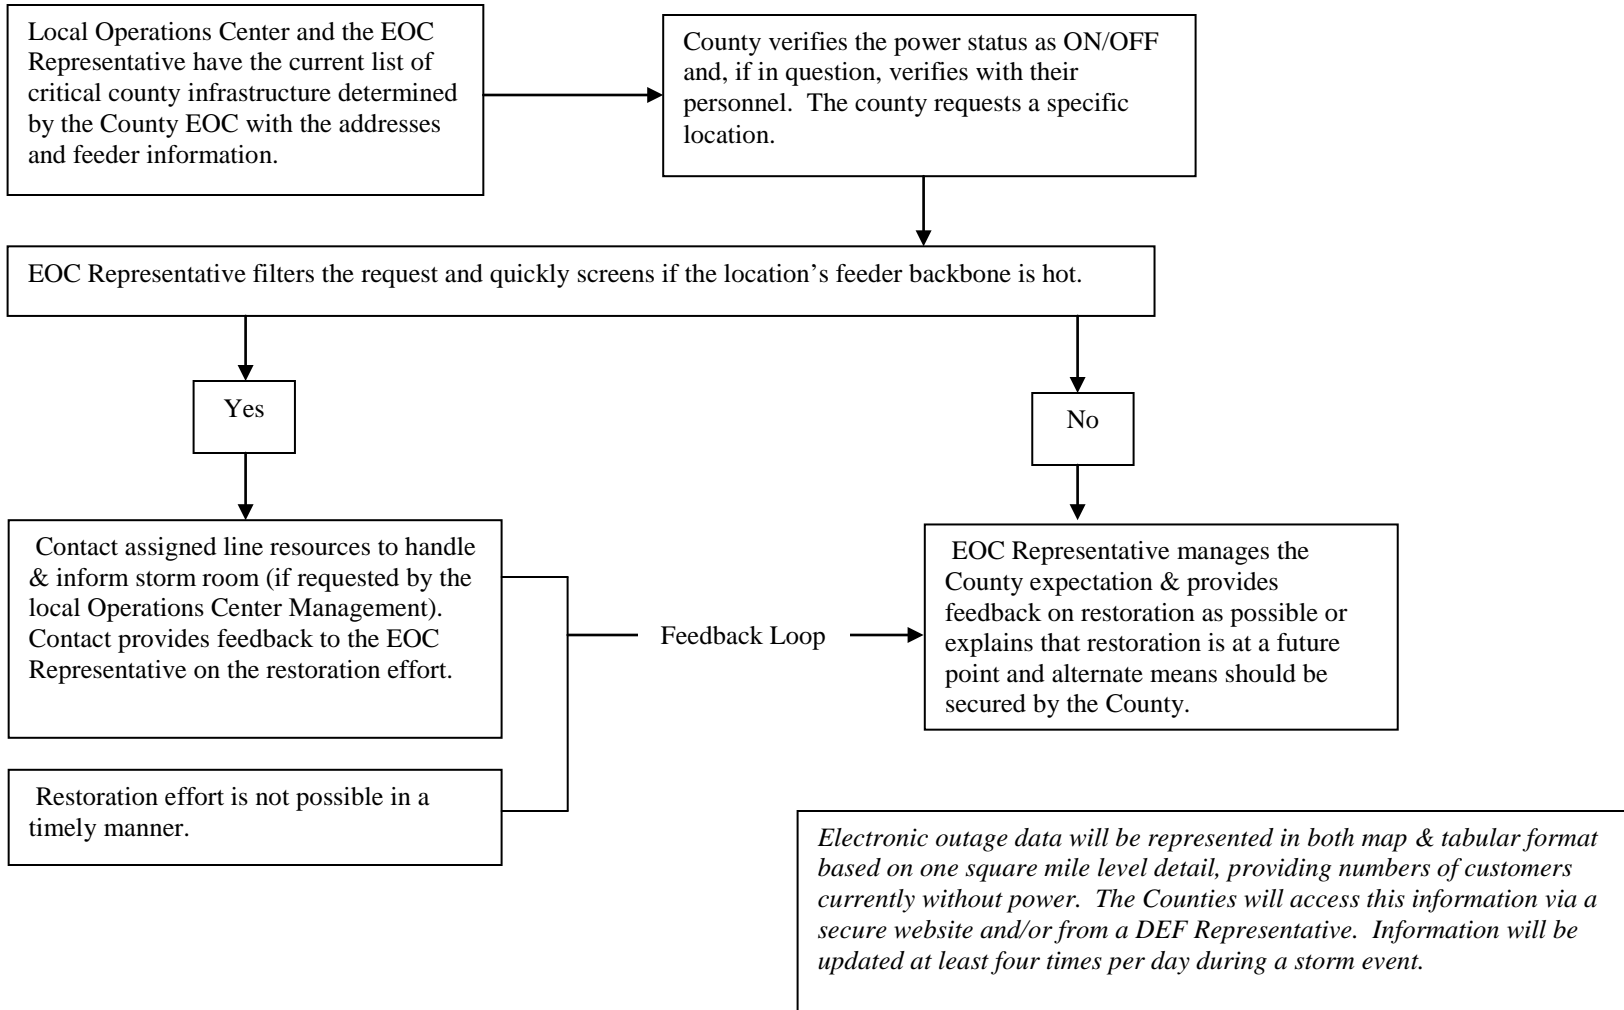 Local Operations Center and the EOC
Representative have the current list of
critical county infrastructure determined
by the County EOC with the addresses
and feeder information.
County verifies the power status as ON/OFF
and, if in question, verifies with their
personnel.  The county requests a specific
location.
EOC Representative filters the request and quickly screens if the location’s feeder backbone is hot.
Yes
No
Contact assigned line resources to handle
& inform storm room (if requested by the
local Operations Center Management).
Contact provides feedback to the EOC
Representative on the restoration effort.
Feedback Loop
EOC Representative manages the
County expectation & provides
feedback on restoration as possible or
explains that restoration is at a future
point and alternate means should be
secured by the County.
Restoration effort is not possible in a
timely manner.
Electronic outage data will be represented in both map & tabular format
based on one square mile level detail, providing numbers of customers
currently without power.  The Counties will access this information via a
secure website and/or from a DEF Representative.  Information will be
updated at least four times per day during a storm event.